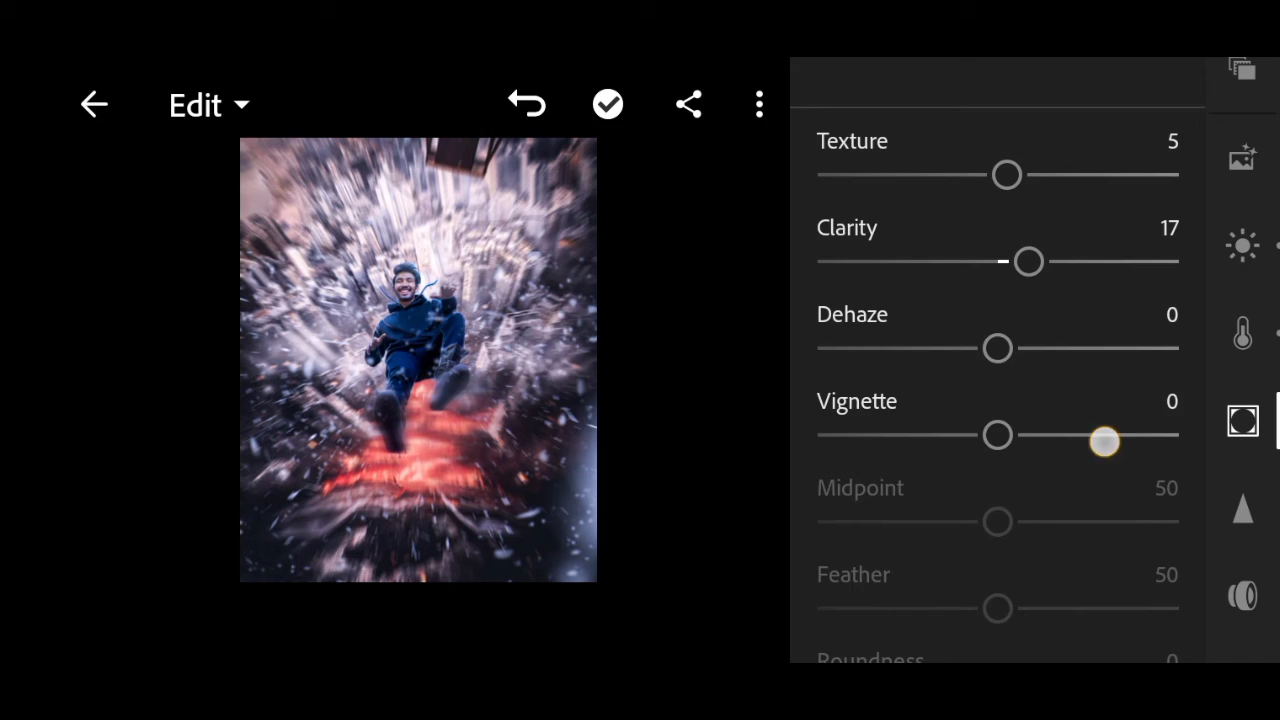 Edit
Texture 5
Clarity 17
Dehaze 0
Vignette 0
Midpoint 50
Feather 50
Roundness 0